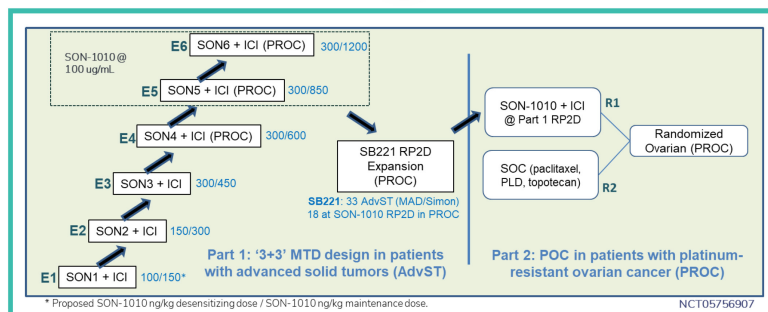 SON-1010 @
100 ug/mL
E6 SON6 + ICI (PROC) 300/1200
E5 SON5 + ICI (PROC) 300/850
E4 SON4 + ICI (PROC) 300/600
E3 SON3 + ICI 300/450
E2 SON2 + ICI 150/300
E1 SON1 + ICI 100/150*
SB221 RP2D
Expansion
(PROC)
SB221: 33 AdvST (MAD/Simon)
18 at SON-1010 RP2D in PROC
Part 1: ‘3+3’ MTD design in patients
with advanced solid tumors (AdvST)
SON-1010 + ICI
@ Part 1 RP2D
R1
SOC (paclitaxel,
PLD, topotecan)
R2
Randomized
Ovarian (PROC)
Part 2: POC in patients with platinum-
resistant ovarian cancer (PROC)
* Proposed SON-1010 ng/kg desensitizing dose / SON-1010 ng/kg maintenance dose.
NCT05756907